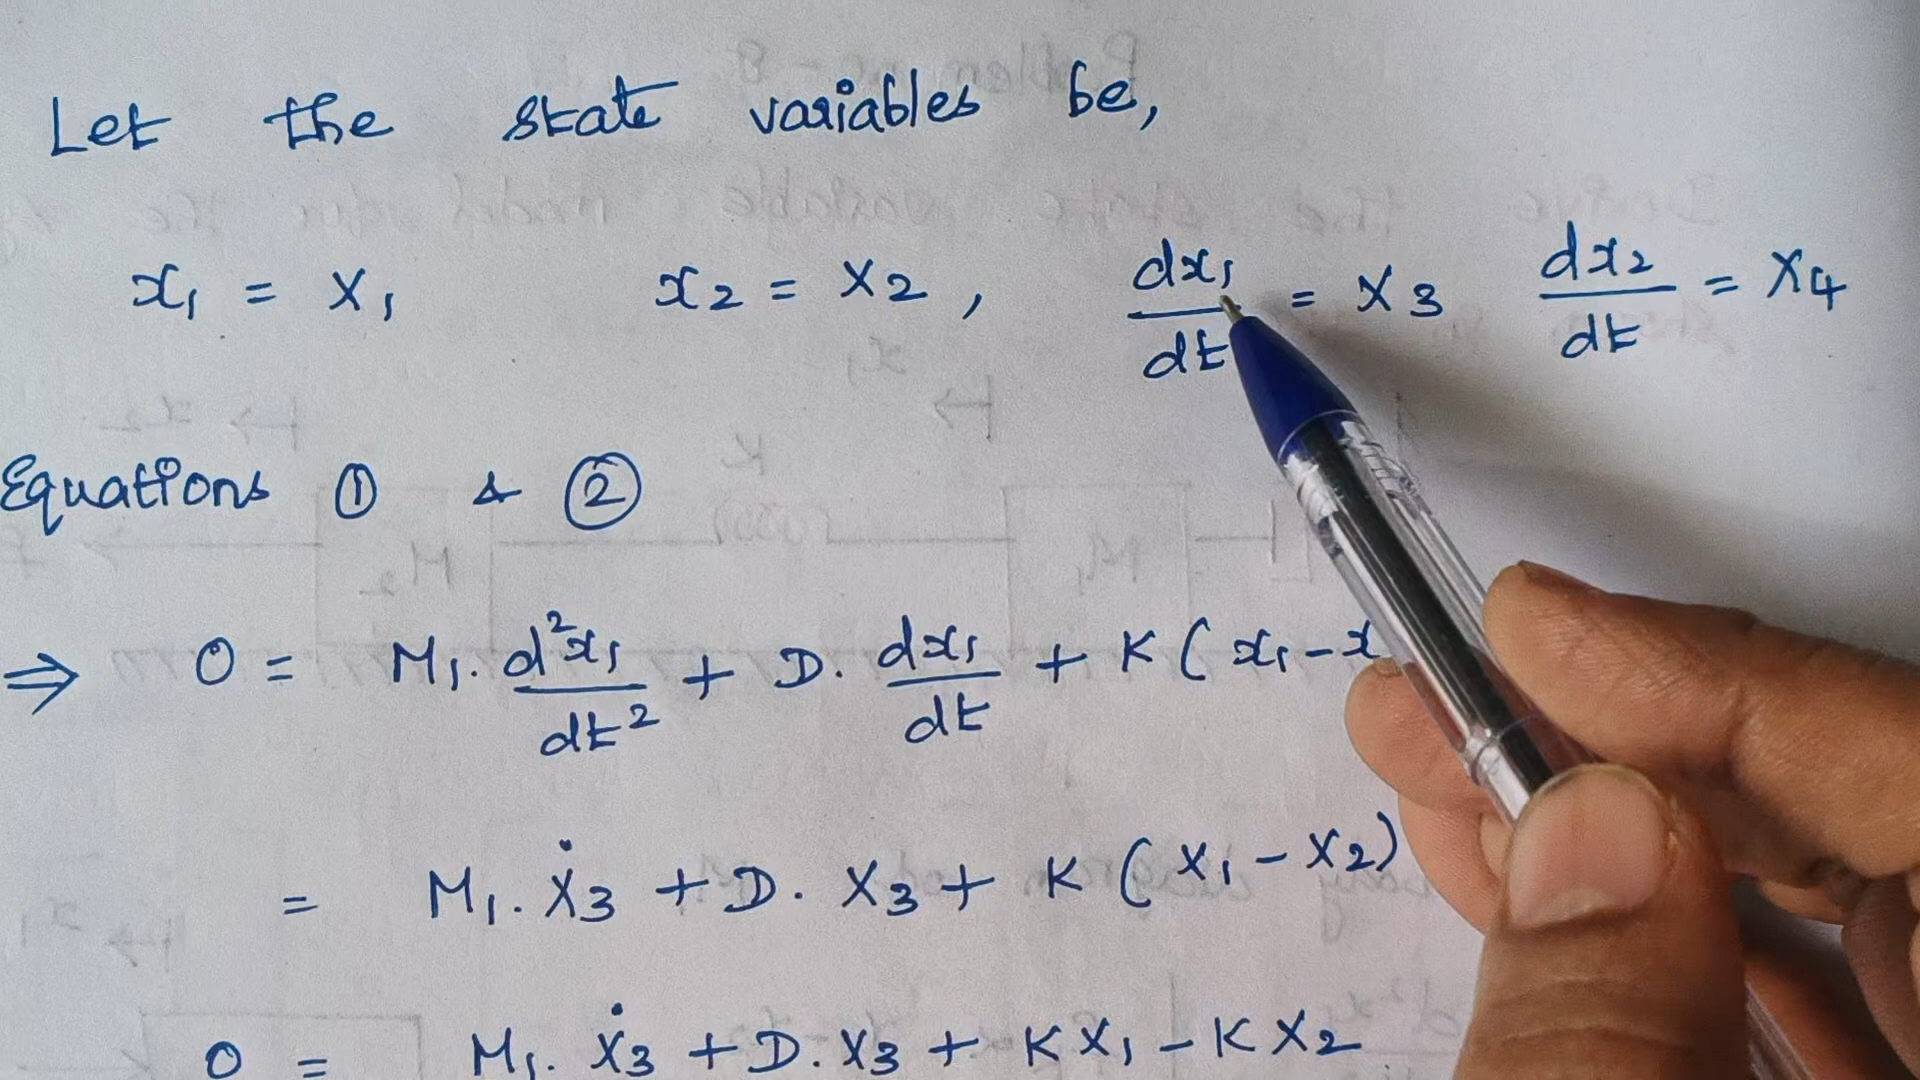 Let the state variables be,
x₁ = X₁ x₂ = X₂, dx₁/dt = X₃ dx₂/dt = X₄
Equations ① & ②
⇒ 0 = M₁. d²x₁/dt² + D. dx₁/dt + K(x₁-x
= M₁. Ẋ₃ + D. X₃ + K(X₁-X₂)
0 = M₁. Ẋ₃ + D. X₃ + KX₁ - KX₂